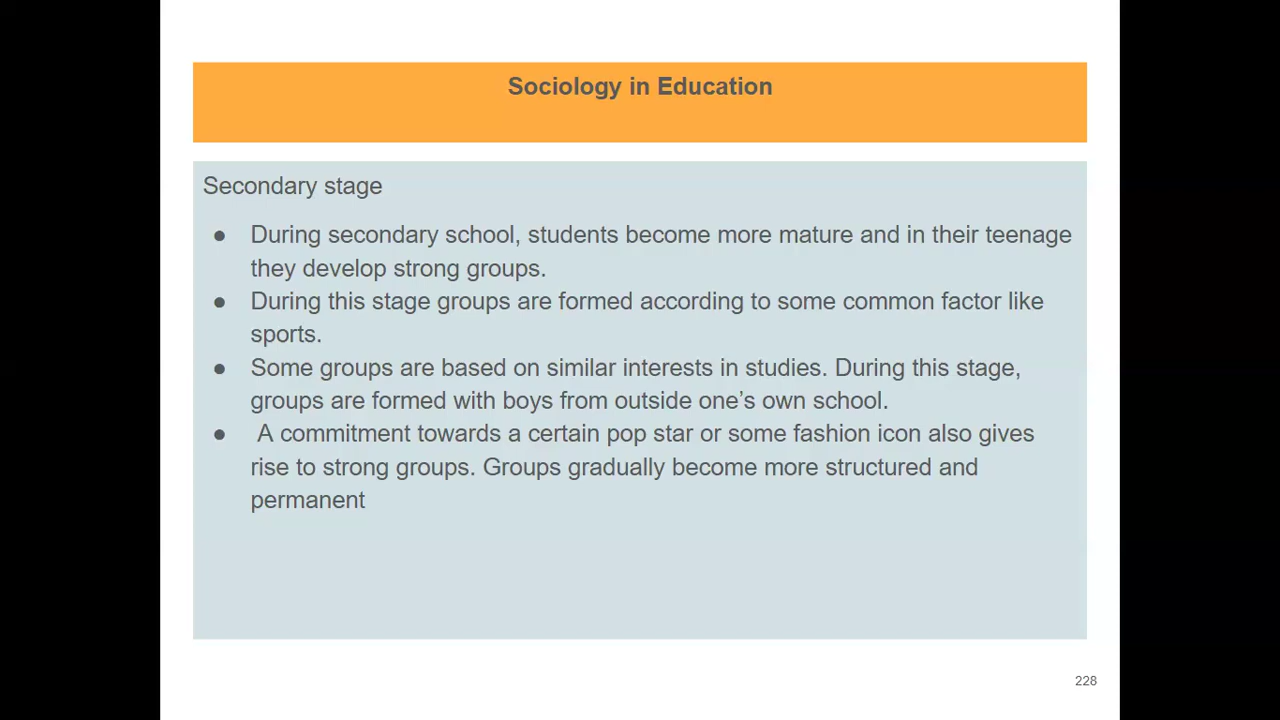 Sociology in Education
Secondary stage
● During secondary school, students become more mature and in their teenage
they develop strong groups.
● During this stage groups are formed according to some common factor like
sports.
● Some groups are based on similar interests in studies. During this stage,
groups are formed with boys from outside one’s own school.
● A commitment towards a certain pop star or some fashion icon also gives
rise to strong groups. Groups gradually become more structured and
permanent
228